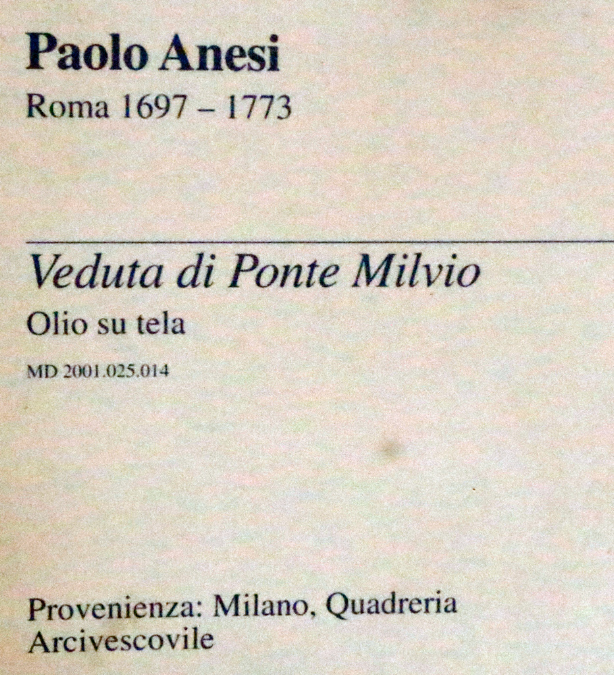 Paolo Anesi
Roma 1697 – 1773
Veduta di Ponte Milvio
Olio su tela
MD 2001.025.014
Provenienza: Milano, Quadreria
Arcivescovile